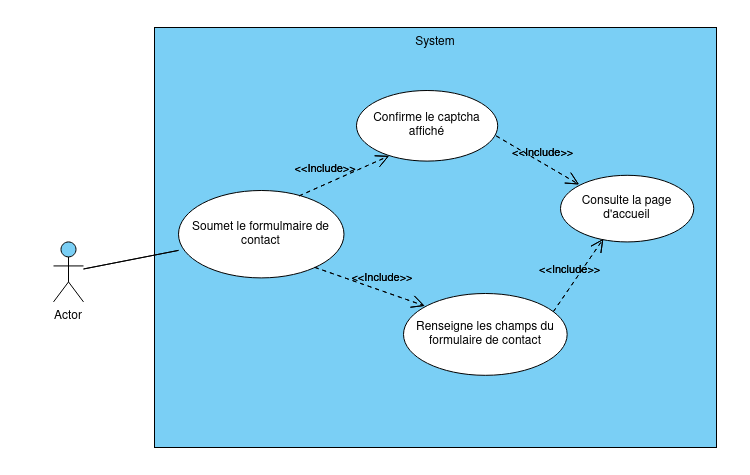 System
Confirme le captcha
affiché
<<Include>>
<<Include>>
Consulte la page
d'accueil
Soumet le formulmaire de
contact
<<Include>>
<<Include>>
Actor
Renseigne les champs du
formulaire de contact